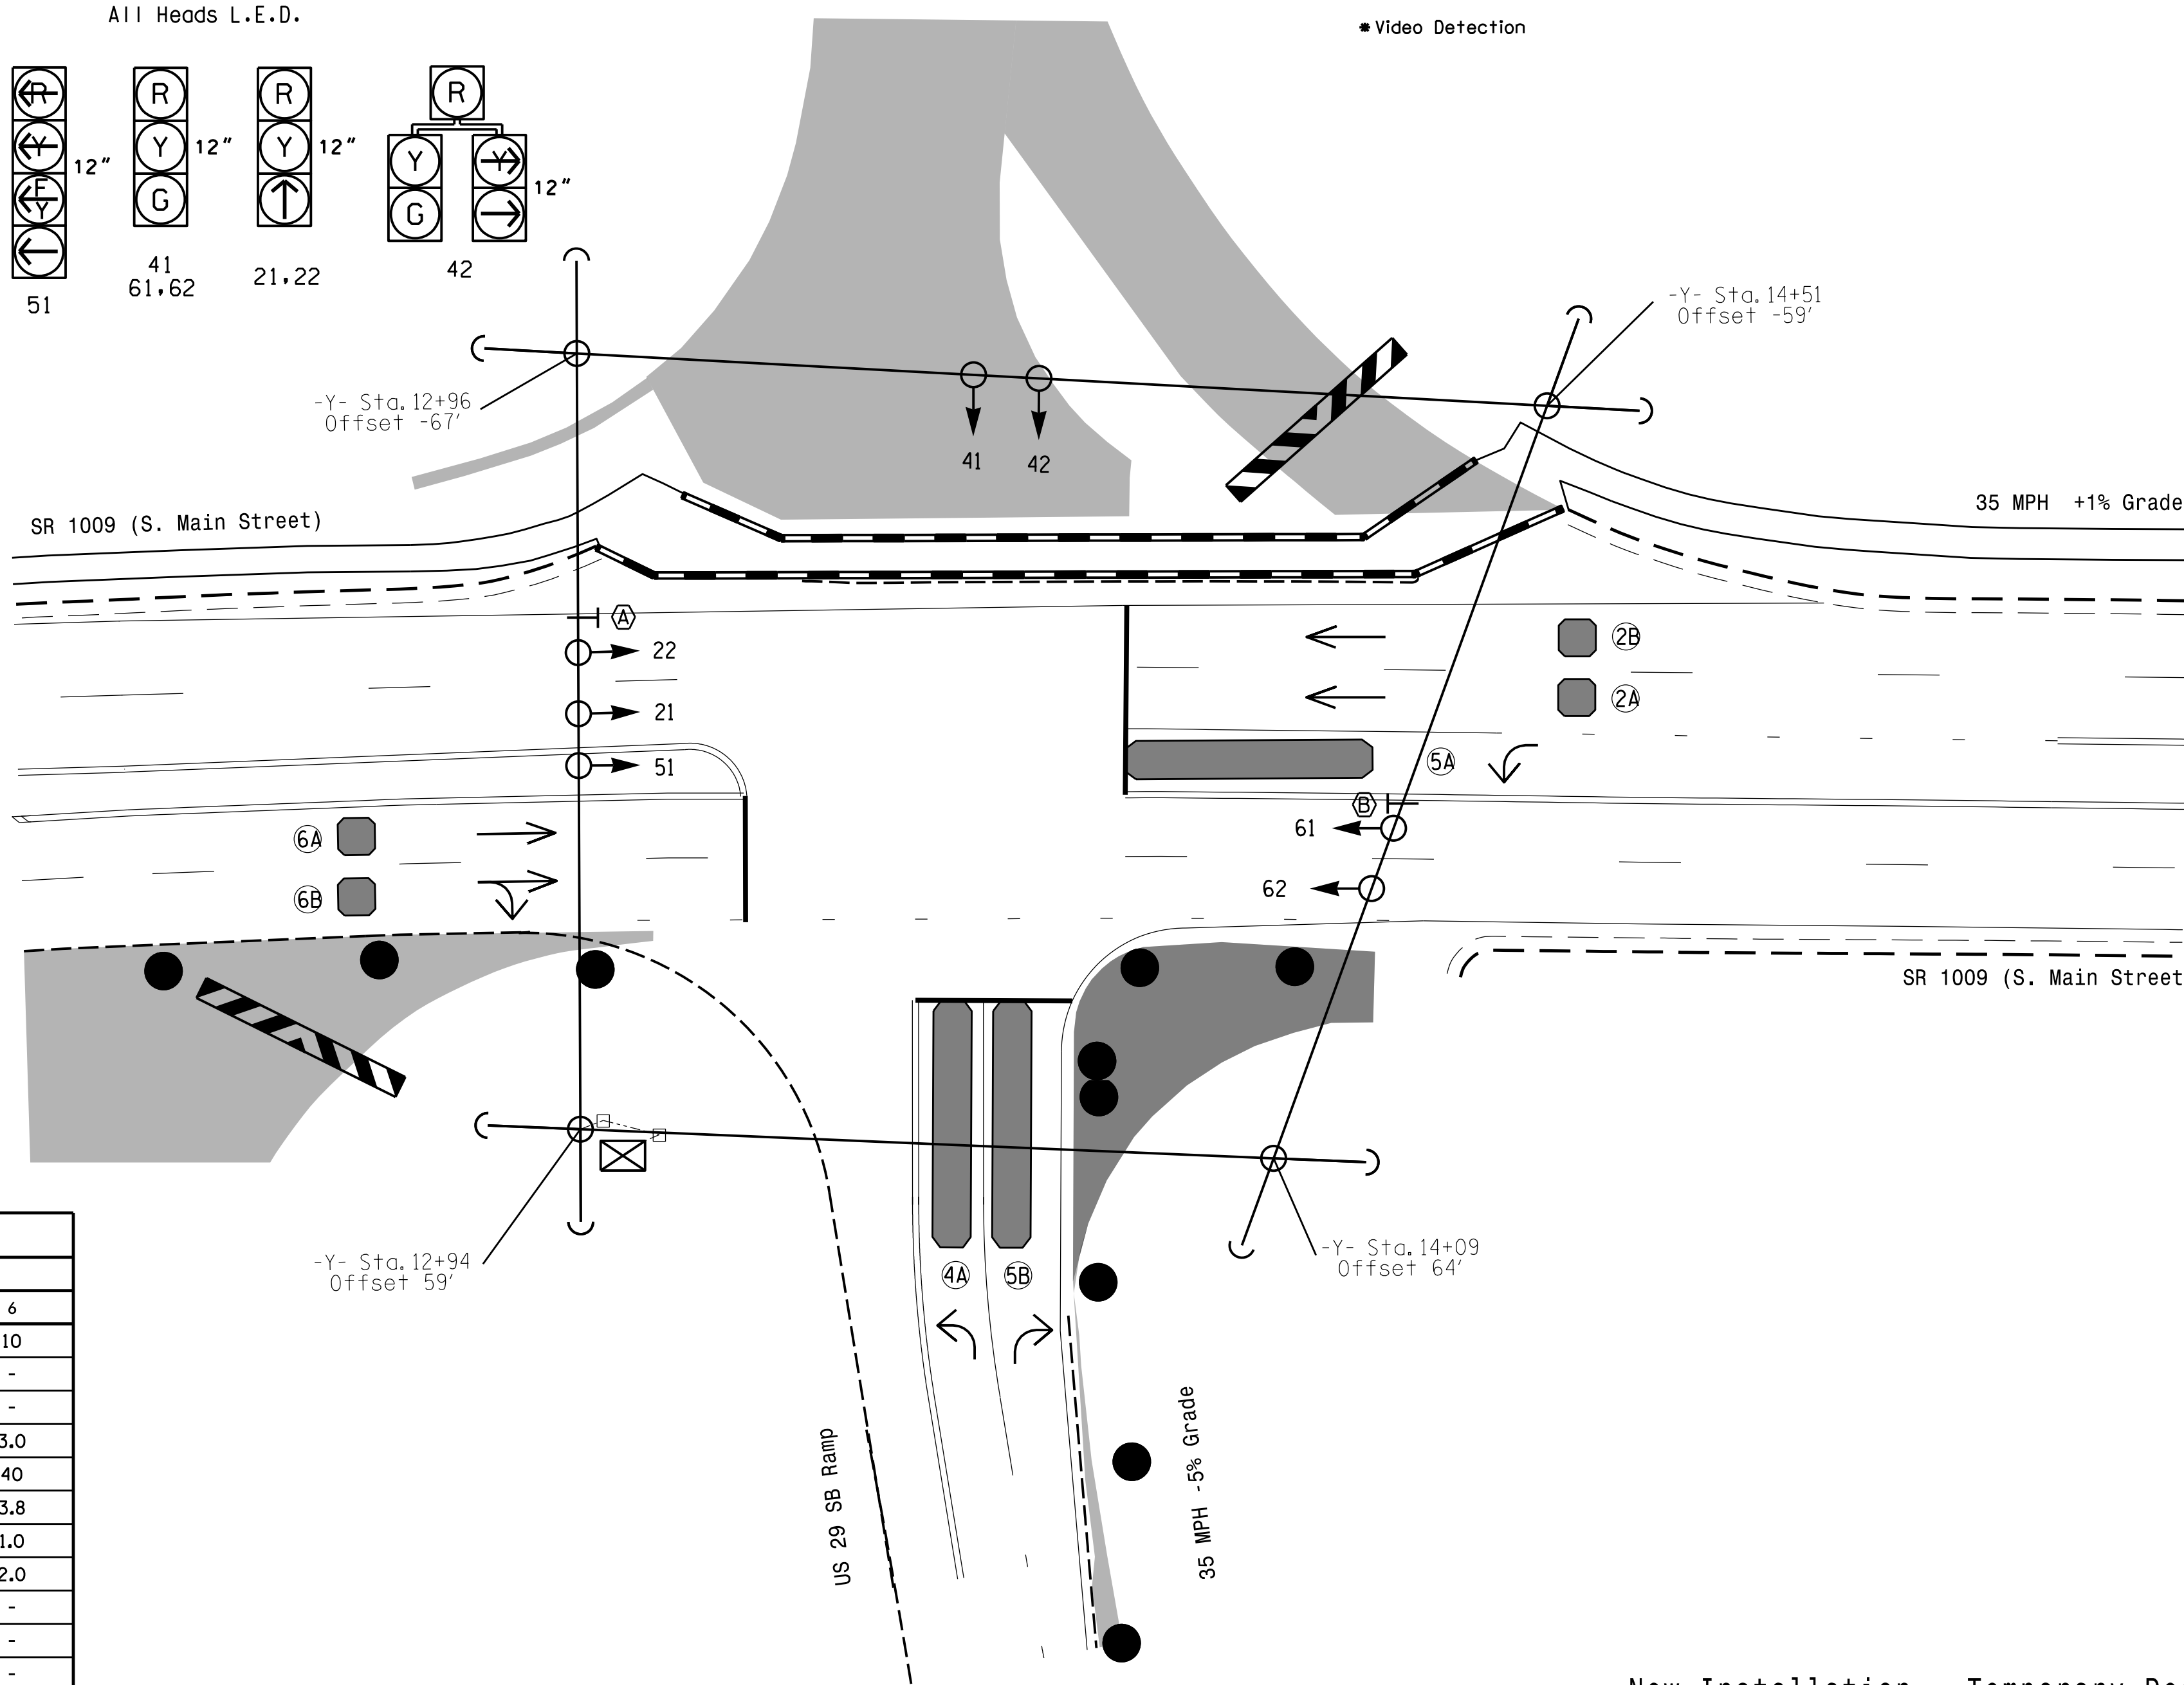 All Heads L.E.D.
* Video Detection
R
Y
F
Y
12"
51
R
Y
G
12"
41
61,62
R
Y
12"
21,22
R
Y
Y
G
12"
42
-Y- Sta. 14+51
Offset -59'
-Y- Sta. 12+96
Offset -67'
41
42
SR 1009 (S. Main Street)
35 MPH +1% Grade
A
22
2B
21
2A
51
5A
B
61
6A
62
6B
SR 1009 (S. Main Street
-Y- Sta. 12+94
Offset 59'
-Y- Sta. 14+09
Offset 64'
4A
5B
6
10
-
-
3.0
40
3.8
1.0
2.0
-
-
-
US 29 SB Ramp
35 MPH -5% Grade